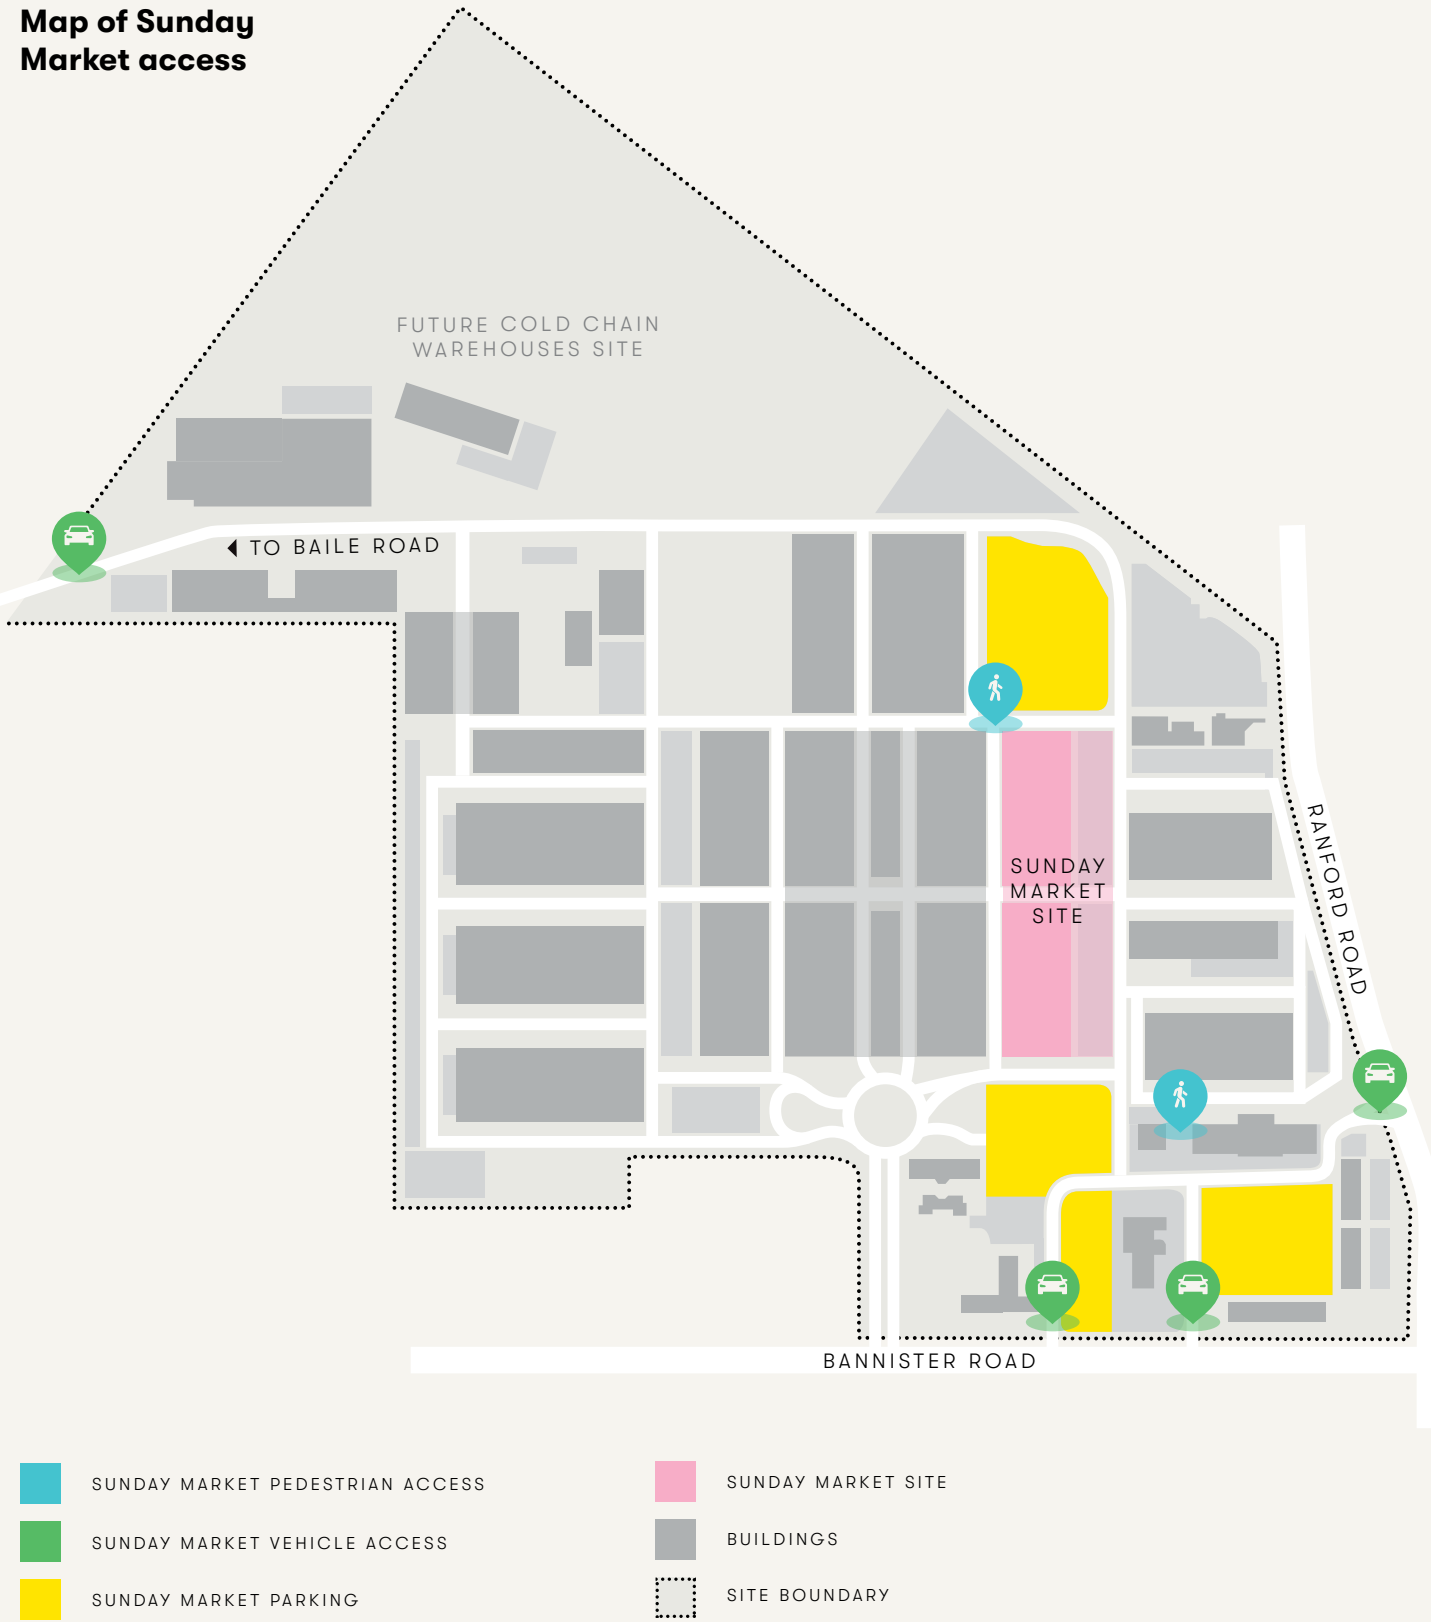 Map of Sunday
Market access
FUTURE COLD CHAIN
WAREHOUSES SITE
TO BAILE ROAD
SUNDAY
MARKET
SITE
RANFORD ROAD
BANNISTER ROAD
SUNDAY MARKET PEDESTRIAN ACCESS
SUNDAY MARKET VEHICLE ACCESS
SUNDAY MARKET PARKING
SUNDAY MARKET SITE
BUILDINGS
SITE BOUNDARY